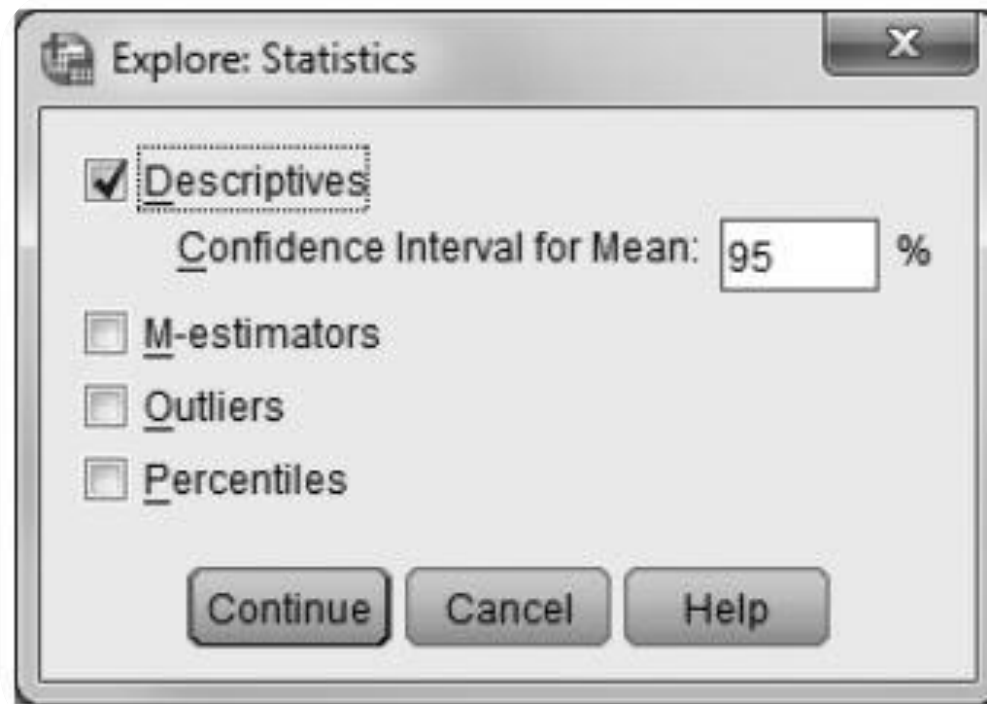 Explore: Statistics
Descriptives
Confidence Interval for Mean: 95 %
M-estimators
Outliers
Percentiles
Continue Cancel Help